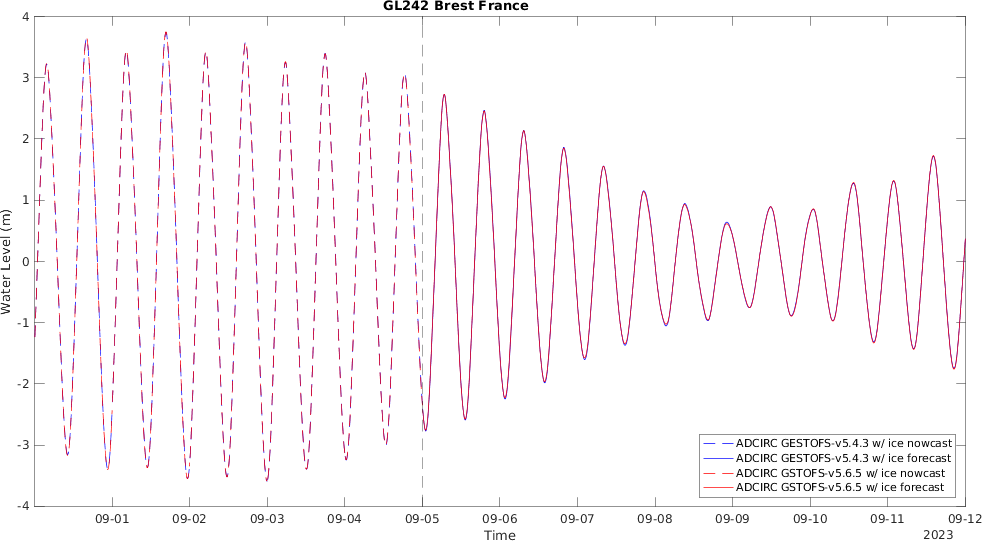 GL242 Brest France
4
3
2
1
0
-1
-2
-3
-4
Water Level (m)
ADCIRC GESTOFS-v5.4.3 w/ ice nowcast
ADCIRC GESTOFS-v5.4.3 w/ ice forecast
ADCIRC GSTOFS-v5.6.5 w/ ice nowcast
ADCIRC GSTOFS-v5.6.5 w/ ice forecast
09-01 09-02 09-03 09-04 09-05 09-06 09-07 09-08 09-09 09-10 09-11 09-12
Time
2023